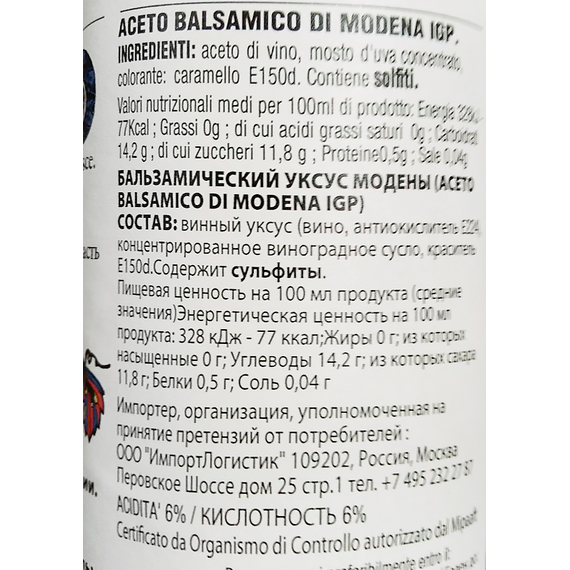 ACETO BALSAMICO DI MODENA IGP.
INGREDIENTI: aceto di vino, mosto d'uva concentrato,
colorante: caramello E150d. Contiene solfiti.
Valori nutrizionali medi per 100ml di prodotto: Energia
77Kcal ; Grassi 0g ; di cui acidi grassi saturi 0g ; Carboidrati
14,2 g ; di cui zuccheri 11,8 g ; Proteine0,5g ; Sale 0,04g
БАЛЬЗАМИЧЕСКИЙ УКСУС МОДЕНЫ (ACETO
BALSAMICO DI MODENA IGP)
СОСТАВ: винный уксус (вино, антиокислитель E224),
концентрированное виноградное сусло, краситель
E150d.Содержит сульфиты.
Пищевая ценность на 100 мл продукта (средние
значения)Энергетическая ценность на 100 мл
продукта: 328 кДж - 77 ккал;Жиры 0 г; из которых
насыщенные 0 г; Углеводы 14,2 г; из которых сахара
11,8 г; Белки 0,5 г; Соль 0,04 г
Импортер, организация, уполномоченная на
принятие претензий от потребителей:
ООО "ИмпортЛогистик" 109202, Россия, Москва
Перовское Шоссе дом 25 стр.1 тел. +7 495 232 27 87
ACIDITA' 6% / КИСЛОТНОСТЬ 6%
Certificato da Organismo di Controllo autorizzato dal Mipaaft